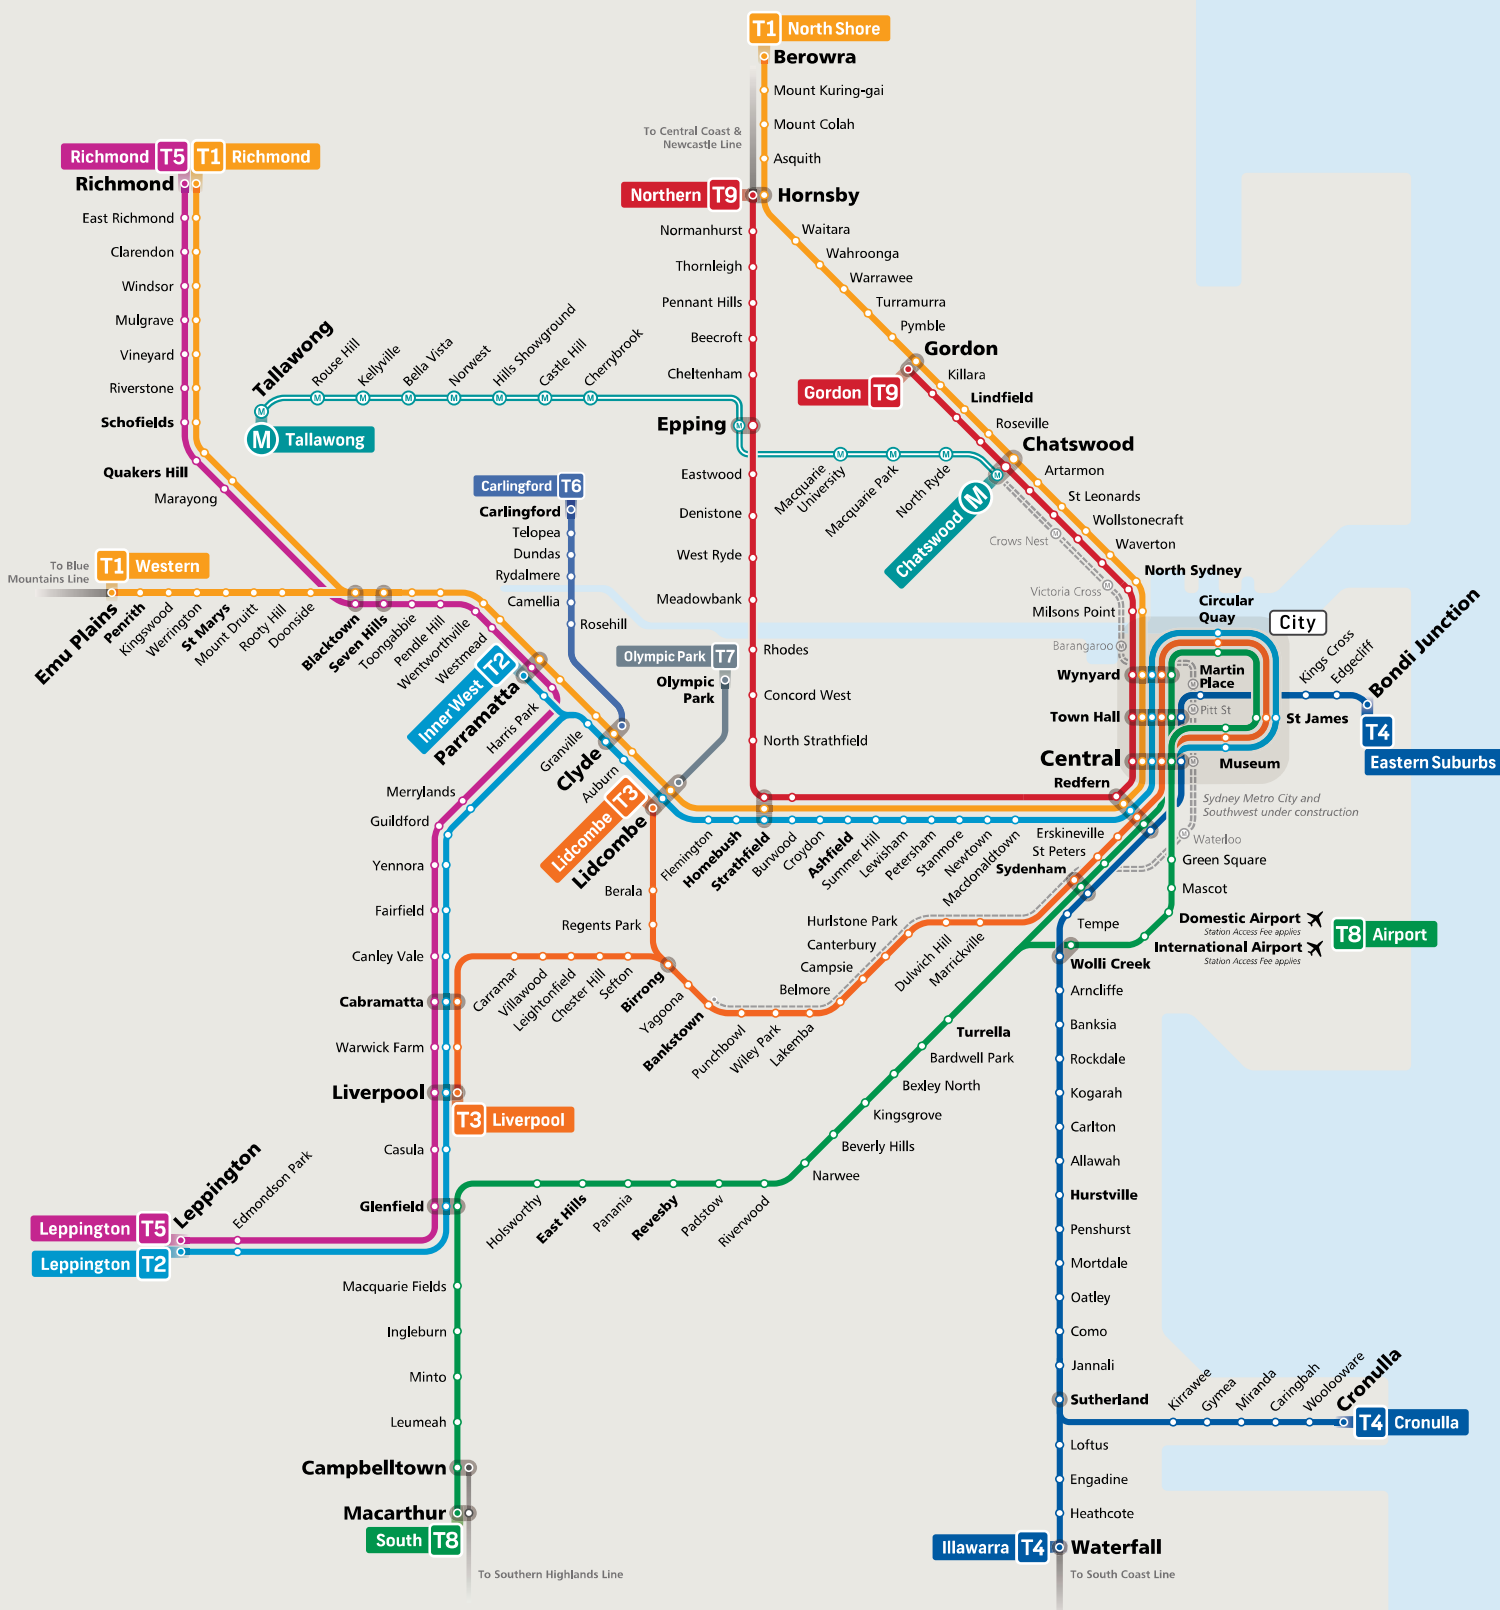 T1 North Shore
Berowra
Mount Kuring-gai
Mount Colah
Asquith
To Central Coast &
Newcastle Line
Northern T9
Hornsby
Richmond T5
T1 Richmond
Richmond
East Richmond
Clarendon
Windsor
Mulgrave
Vineyard
Riverstone
Schofields
Quakers Hill
Marayong
Normanhurst
Thornleigh
Pennant Hills
Beecroft
Cheltenham
Epping
Eastwood
Denistone
West Ryde
Meadowbank
Rhodes
Concord West
North Strathfield
Waitara
Wahroonga
Warrawee
Turramurra
Pymble
Gordon
Gordon T9
Killara
Lindfield
Roseville
Chatswood
Artarmon
St Leonards
Wollstonecraft
Waverton
North Sydney
Milsons Point
Tallawong
M Tallawong
Rouse Hill
Kellyville
Bella Vista
Norwest
Hills Showground
Castle Hill
Cherrybrook
Macquarie
University
Macquarie Park
North Ryde
Chatswood M
Crows Nest
Victoria Cross
Barangaroo
Carlingford T6
Carlingford
Telopea
Dundas
Rydalmere
Camellia
Rosehill
Olympic Park T7
Olympic
Park
To Blue
Mountains Line
T1 Western
Emu Plains
Penrith
Kingswood
Werrington
St Marys
Mount Druitt
Rooty Hill
Doonside
Blacktown
Seven Hills
Toongabbie
Pendle Hill
Wentworthville
Westmead
Inner West T2
Parramatta
Harris Park
Granville
Clyde
Auburn
Lidcombe T3
Lidcombe
Flemington
Homebush
Strathfield
Burwood
Croydon
Ashfield
Summer Hill
Lewisham
Petersham
Stanmore
Newtown
Macdonaldtown
Circular
Quay
City
Wynyard
Martin
Place
Pitt St
Town Hall
St James
Central
Museum
Redfern
Kings Cross
Edgecliff
Bondi Junction
T4
Eastern Suburbs
Sydney Metro City and
Southwest under construction
Waterloo
Erskineville
St Peters
Sydenham
Green Square
Mascot
Domestic Airport
Station Access Fee applies
International Airport
Station Access Fee applies
T8 Airport
Tempe
Wolli Creek
Arncliffe
Banksia
Rockdale
Kogarah
Carlton
Allawah
Hurstville
Penshurst
Mortdale
Oatley
Como
Jannali
Sutherland
Loftus
Engadine
Heathcote
Illawarra T4
Waterfall
To South Coast Line
Kirrawee
Gymea
Miranda
Caringbah
Woolooware
Cronulla
T4 Cronulla
Merrylands
Guildford
Yennora
Fairfield
Canley Vale
Cabramatta
Warwick Farm
Liverpool
T3 Liverpool
Casula
Glenfield
Berala
Regents Park
Carramar
Villawood
Leightonfield
Chester Hill
Sefton
Birrong
Yagoona
Bankstown
Punchbowl
Wiley Park
Lakemba
Belmore
Campsie
Canterbury
Hurlstone Park
Dulwich Hill
Marrickville
Turrella
Bardwell Park
Bexley North
Kingsgrove
Beverly Hills
Narwee
Riverwood
Padstow
Revesby
Panania
East Hills
Holsworthy
Leppington
Edmondson Park
Leppington T5
Leppington T2
Macquarie Fields
Ingleburn
Minto
Leumeah
Campbelltown
Macarthur
South T8
To Southern Highlands Line